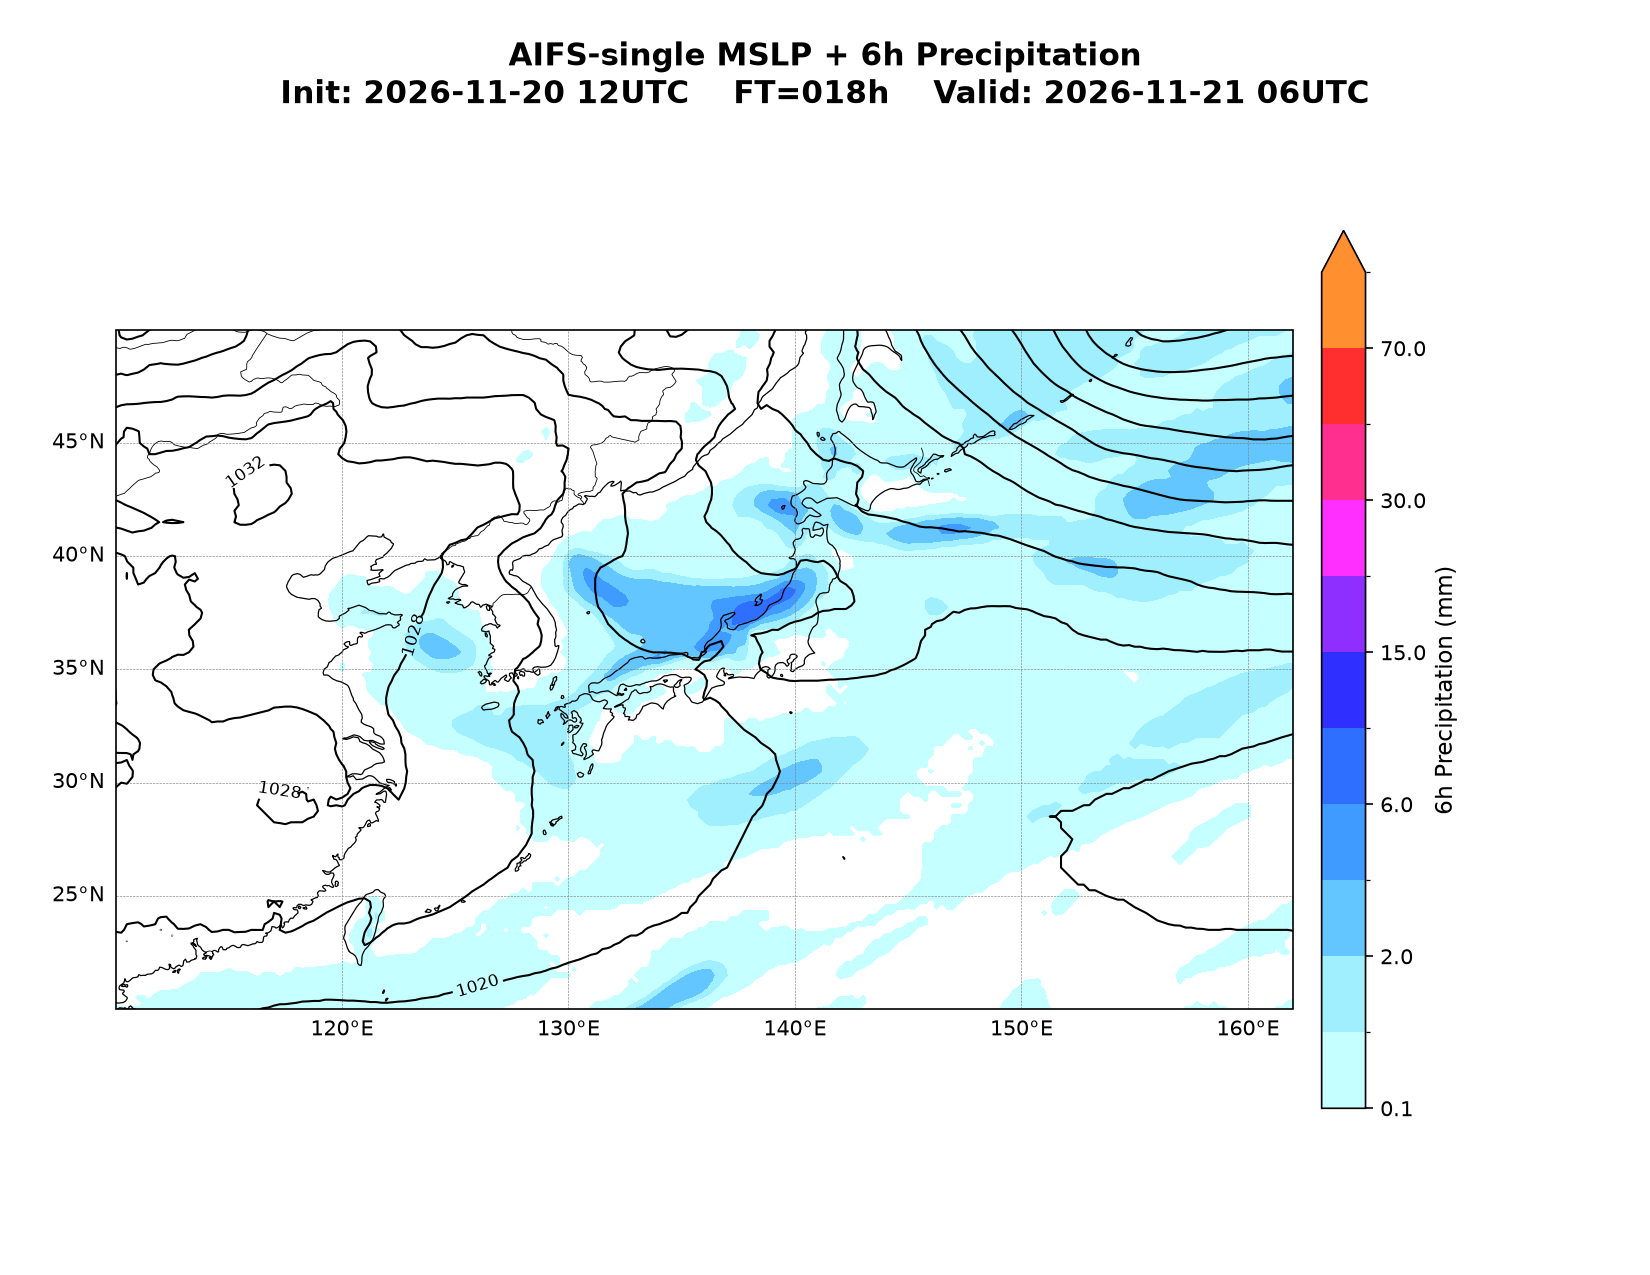 AIFS-single MSLP + 6h Precipitation
Init: 2026-11-20 12UTC    FT=018h    Valid: 2026-11-21 06UTC
70.0
30.0
15.0
6.0
2.0
0.1
6h Precipitation (mm)
45°N
40°N
35°N
30°N
25°N
1032
1028
1028
1020
120°E
130°E
140°E
150°E
160°E